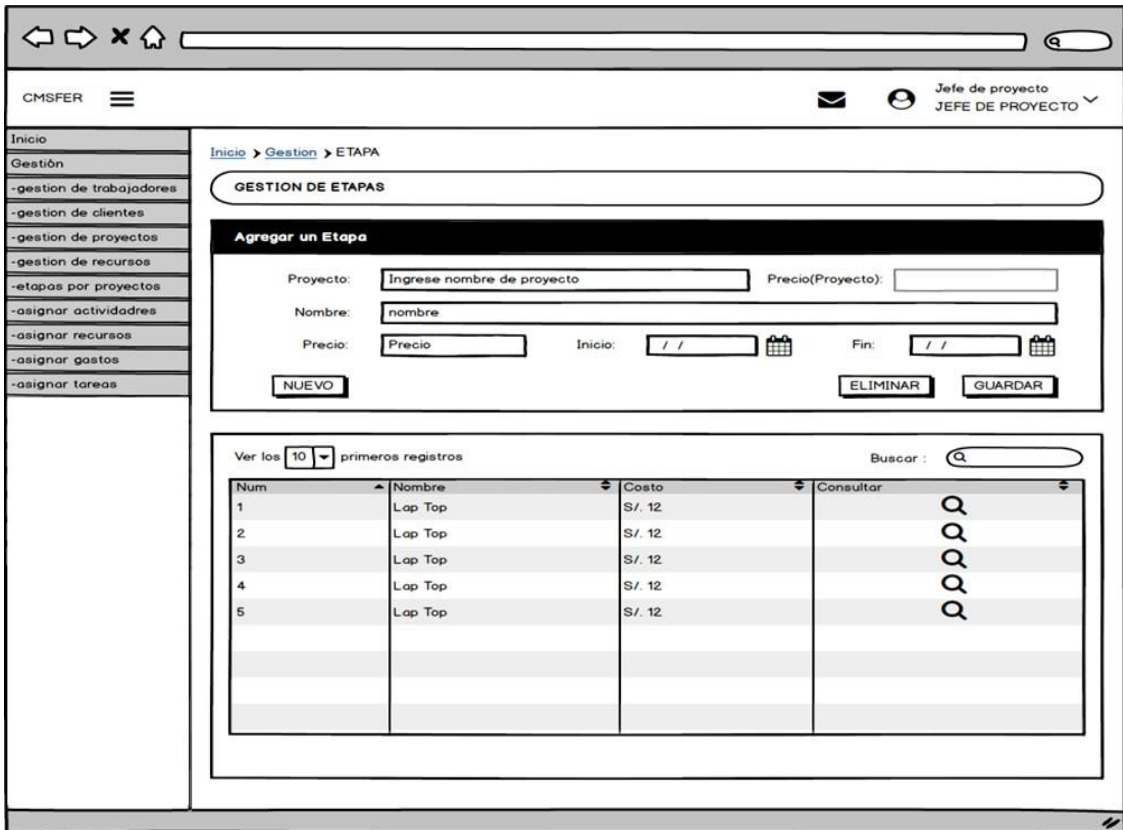 CMSFER
Jefe de proyecto
JEFE DE PROYECTO
Inicio
Gestión
-gestion de trabajadores
-gestion de clientes
-gestion de proyectos
-gestion de recursos
-etapas por proyectos
-asignar actividadres
-asignar recursos
-asignar gastos
-asignar tareas
Inicio > Gestion > ETAPA
GESTION DE ETAPAS
Agregar un Etapa
Proyecto: Ingrese nombre de proyecto Precio(Proyecto):
Nombre: nombre
Precio: Precio Inicio: / / Fin: / /
NUEVO ELIMINAR GUARDAR
Ver los 10 primeros registros Buscar :
Num Nombre Costo Consultar
1 Lap Top S/. 12
2 Lap Top S/. 12
3 Lap Top S/. 12
4 Lap Top S/. 12
5 Lap Top S/. 12